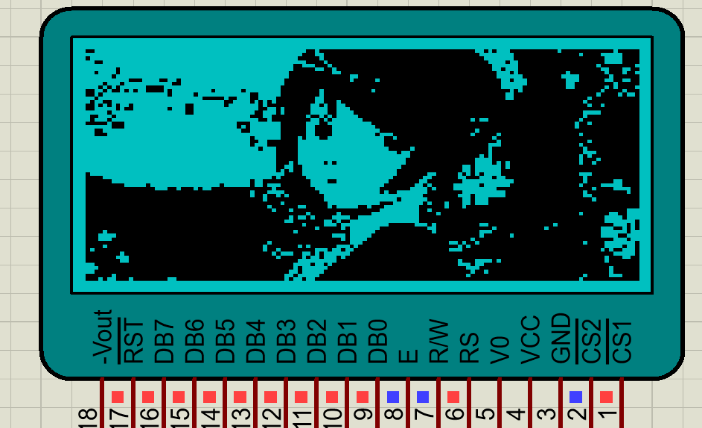 -Vout
RST
DB7
DB6
DB5
DB4
DB3
DB2
DB1
DB0
E
R/W
RS
V0
VCC
GND
CS2
CS1
18
17
16
15
14
13
12
11
10
9
8
7
6
5
4
3
2
1